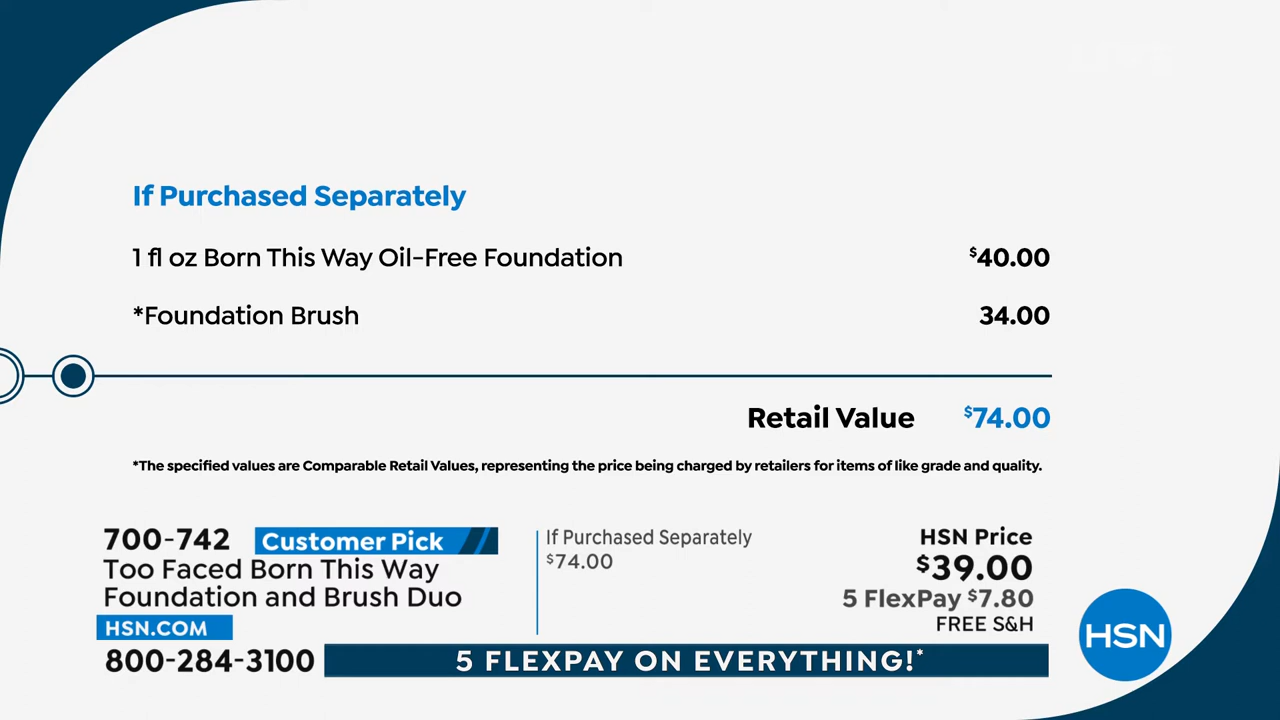 If Purchased Separately
1 fl oz Born This Way Oil-Free Foundation $40.00
*Foundation Brush 34.00
Retail Value $74.00
*The specified values are Comparable Retail Values, representing the price being charged by retailers for items of like grade and quality.
700-742 Customer Pick
Too Faced Born This Way
Foundation and Brush Duo
HSN.COM
800-284-3100
If Purchased Separately
$74.00
HSN Price
$39.00
5 FlexPay $7.80
FREE S&H
5 FLEXPAY ON EVERYTHING!*
HSN